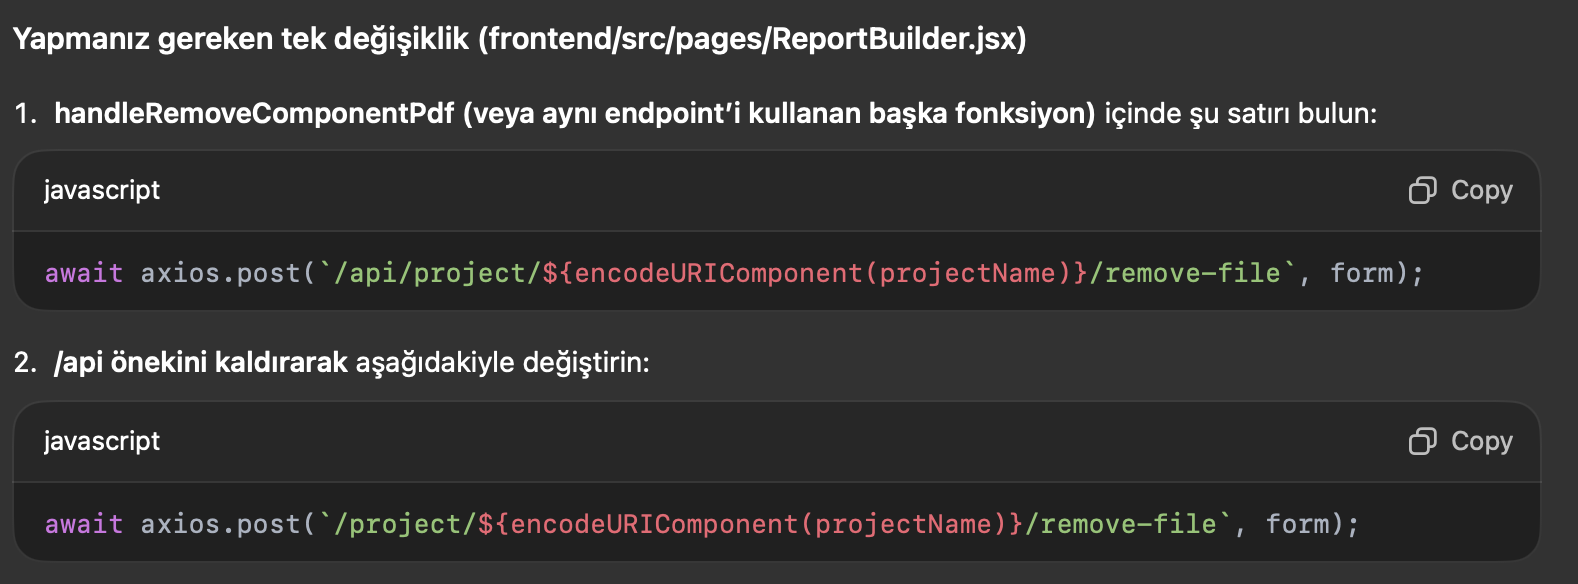 Yapmanız gereken tek değişiklik (frontend/src/pages/ReportBuilder.jsx)
1. handleRemoveComponentPdf (veya aynı endpoint’i kullanan başka fonksiyon) içinde şu satırı bulun:
javascript Copy
await axios.post(`/api/project/${encodeURIComponent(projectName)}/remove-file`, form);
2. /api önekini kaldırarak aşağıdakiyle değiştirin:
javascript Copy
await axios.post(`/project/${encodeURIComponent(projectName)}/remove-file`, form);